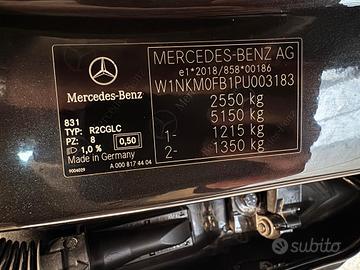 MERCEDES-BENZ AG
e1*2018/858*00186
W1NKM0FB1PU003183
2550 kg
5150 kg
1- 1215 kg
2- 1350 kg
Mercedes-Benz
831
TYP: R2CGLC
PZ: 8 0,50
1,0 %
Made in Germany
9004029 A 000 817 44 04
subito